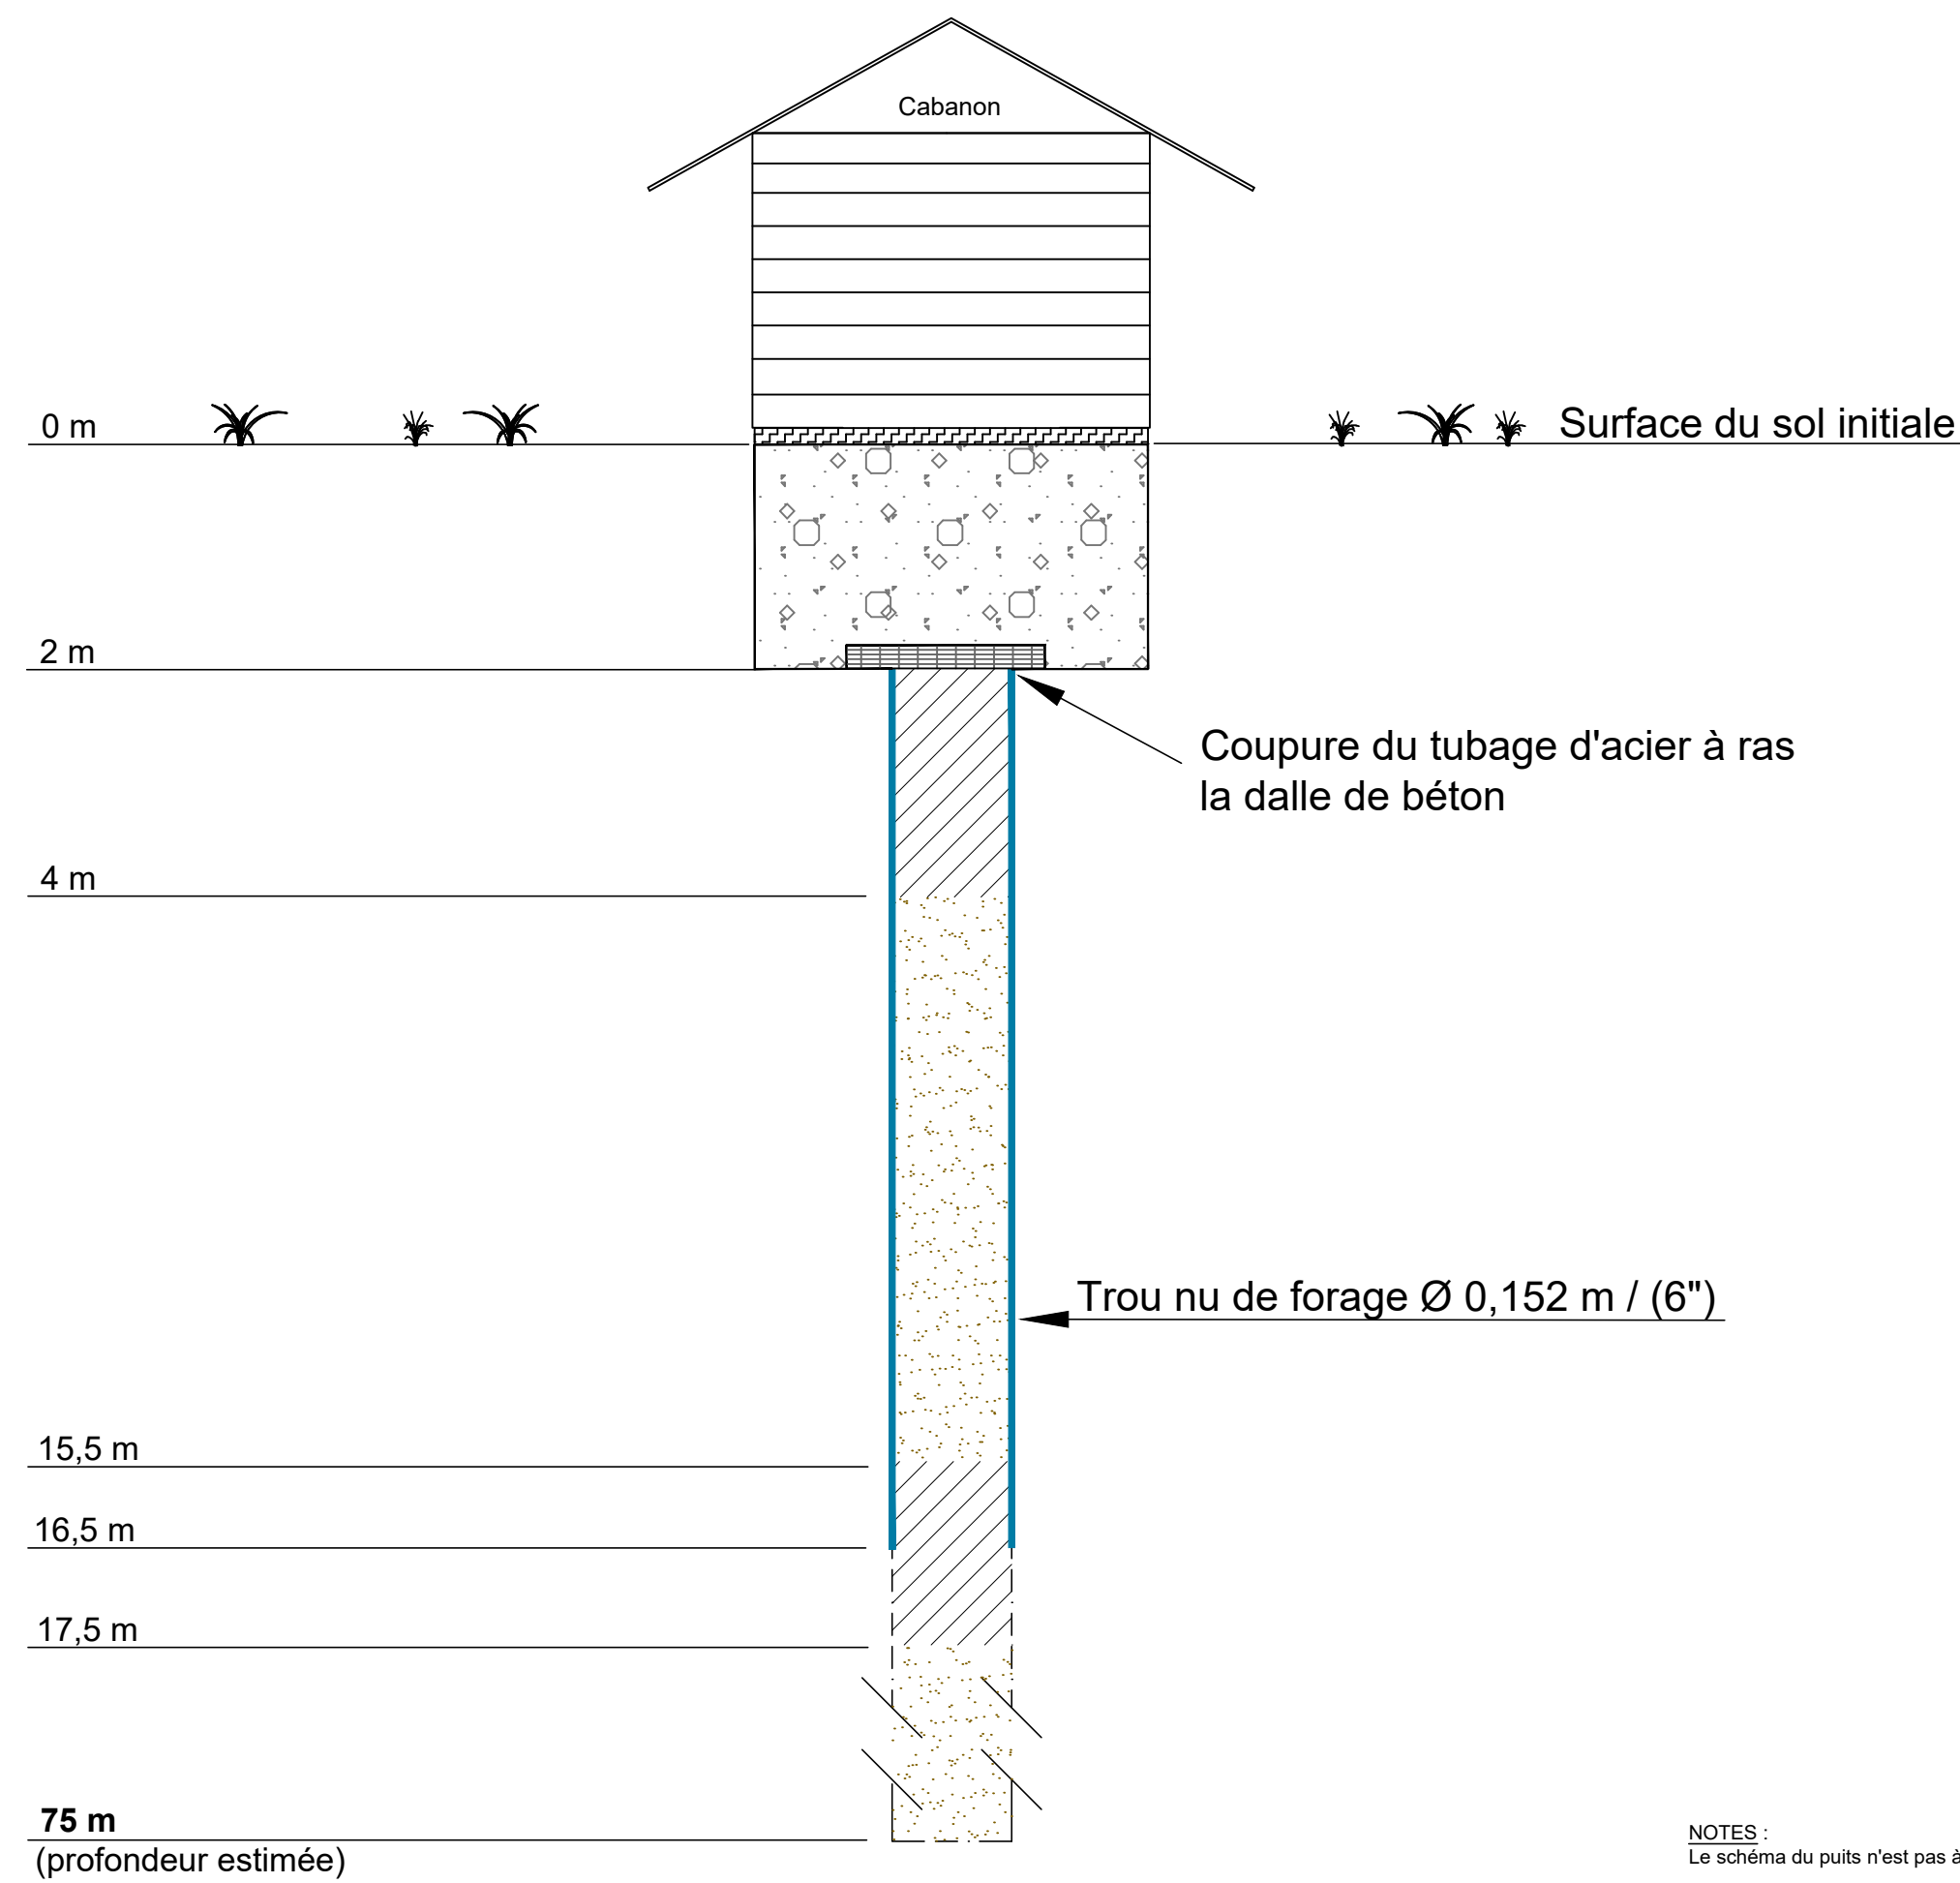 Cabanon
0 m
Surface du sol initiale
2 m
Coupure du tubage d'acier à ras
la dalle de béton
4 m
Trou nu de forage Ø 0,152 m / (6")
15,5 m
16,5 m
17,5 m
75 m
(profondeur estimée)
NOTES :
Le schéma du puits n'est pas à